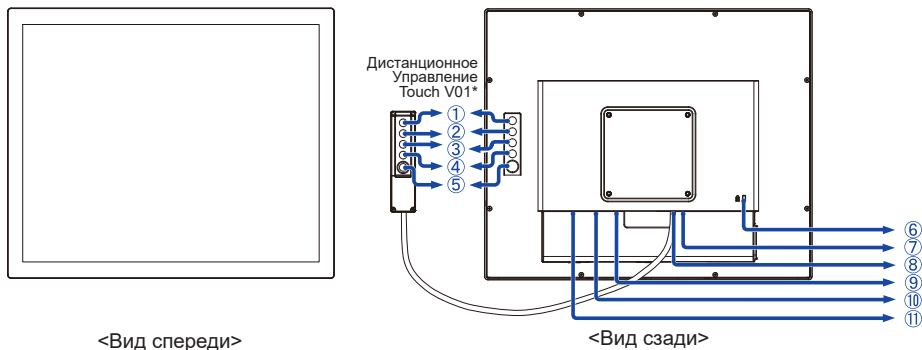 Дистанционное
Управление
Touch V01*
①
②
③
④
⑤
⑥
⑦
⑧
⑨
⑩
⑪
<Вид спереди>
<Вид сзади>